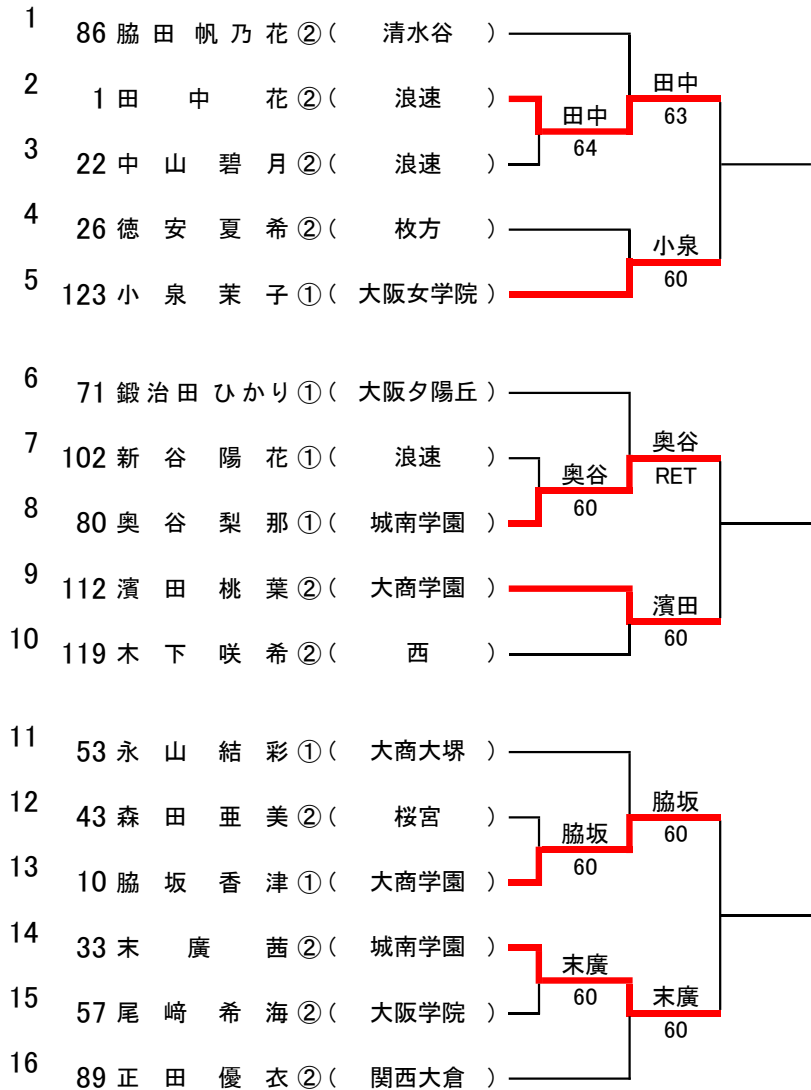 1 86 脇田 帆乃花 ② ( 清水谷 )
2 1 田中 花 ② ( 浪速 ) 田中
田中 63
64
3 22 中山 碧月 ② ( 浪速 )
4 26 徳安 夏希 ② ( 枚方 )
小泉
5 123 小泉 茉子 ① ( 大阪女学院 ) 60
6 71 鍛治田 ひかり ① ( 大阪夕陽丘 )
7 102 新谷 陽花 ① ( 浪速 ) 奥谷
奥谷 RET
60
8 80 奥谷 梨那 ① ( 城南学園 )
9 112 濱田 桃葉 ② ( 大商学園 )
濱田
10 119 木下 咲希 ② ( 西 ) 60
11 53 永山 結彩 ① ( 大商大堺 )
12 43 森田 亜美 ② ( 桜宮 ) 脇坂
脇坂 60
60
13 10 脇坂 香津 ① ( 大商学園 )
14 33 末廣 茜 ② ( 城南学園 )
末廣
60 末廣
15 57 尾﨑 希海 ② ( 大阪学院 ) 60
16 89 正田 優衣 ② ( 関西大倉 )